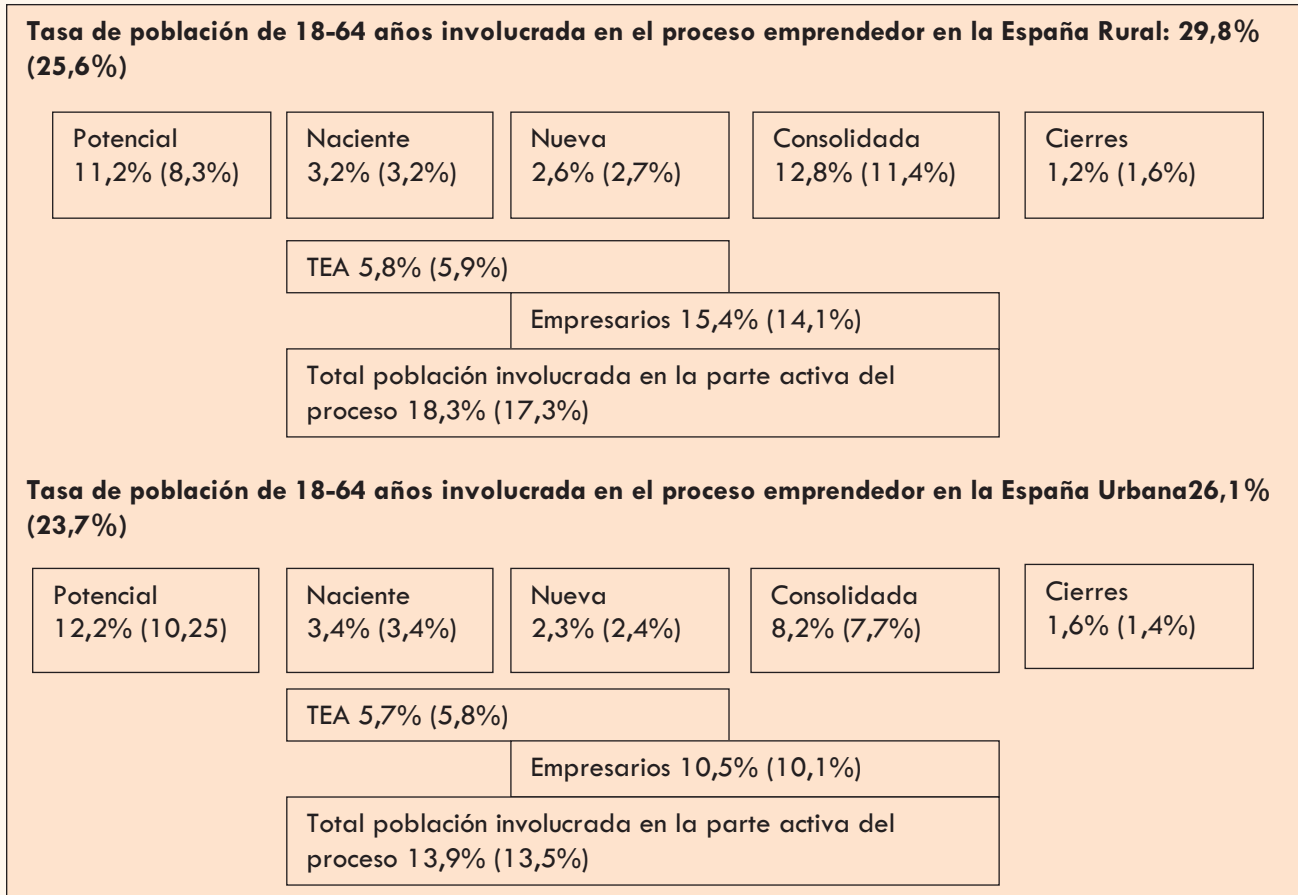 Tasa de población de 18-64 años involucrada en el proceso emprendedor en la España Rural: 29,8%
(25,6%)
Potencial
11,2% (8,3%)
Naciente
3,2% (3,2%)
Nueva
2,6% (2,7%)
Consolidada
12,8% (11,4%)
Cierres
1,2% (1,6%)
TEA 5,8% (5,9%)
Empresarios 15,4% (14,1%)
Total población involucrada en la parte activa del
proceso 18,3% (17,3%)
Tasa de población de 18-64 años involucrada en el proceso emprendedor en la España Urbana26,1%
(23,7%)
Potencial
12,2% (10,25)
Naciente
3,4% (3,4%)
Nueva
2,3% (2,4%)
Consolidada
8,2% (7,7%)
Cierres
1,6% (1,4%)
TEA 5,7% (5,8%)
Empresarios 10,5% (10,1%)
Total población involucrada en la parte activa del
proceso 13,9% (13,5%)